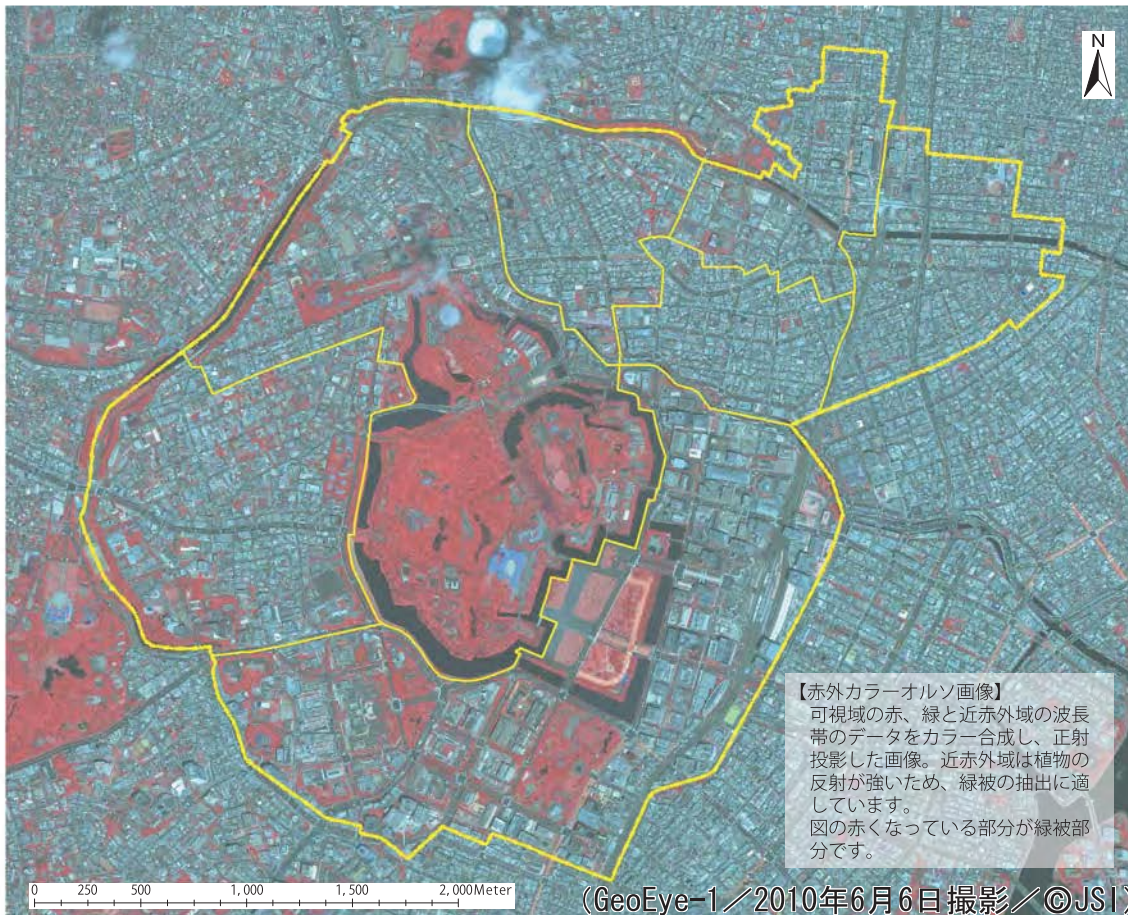 N
【赤外カラーオルソ画像】
可視域の赤、緑と近赤外域の波長
帯のデータをカラー合成し、正射
投影した画像。近赤外域は植物の
反射が強いため、緑被の抽出に適
しています。
図の赤くなっている部分が緑被部
分です。
0 250 500 1,000 1,500 2,000Meter
(GeoEye-1／2010年6月6日撮影／©JSI)